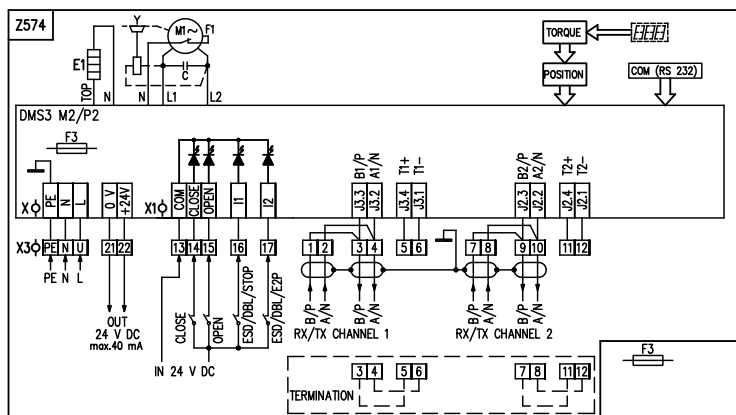 Z574
Y
M1~
F1
E1
C
TOP
N
N
L1
L2
TORQUE
POSITION
COM (RS 232)
DMS3 M2/P2
F3
X
PE
N
L
0 V
+24V
X1
COM
CLOSE
OPEN
I1
I2
B1/P
A1/N
T1+
T1-
J3.3
J3.2
J3.4
J3.1
B2/P
A2/N
T2+
T2-
J2.3
J2.2
J2.4
J2.1
X3
PE
N
U
21
22
13
14
15
16
17
1
2
3
4
5
6
7
8
9
10
11
12
PE
N
L
OUT
24 V DC
max.40 mA
IN 24 V DC
CLOSE
OPEN
ESD/DBL/STOP
ESD/DBL/E2P
B/P
A/N
B/P
A/N
RX/TX CHANNEL 1
B/P
A/N
B/P
A/N
RX/TX CHANNEL 2
TERMINATION
3
4
5
6
7
8
11
12
F3